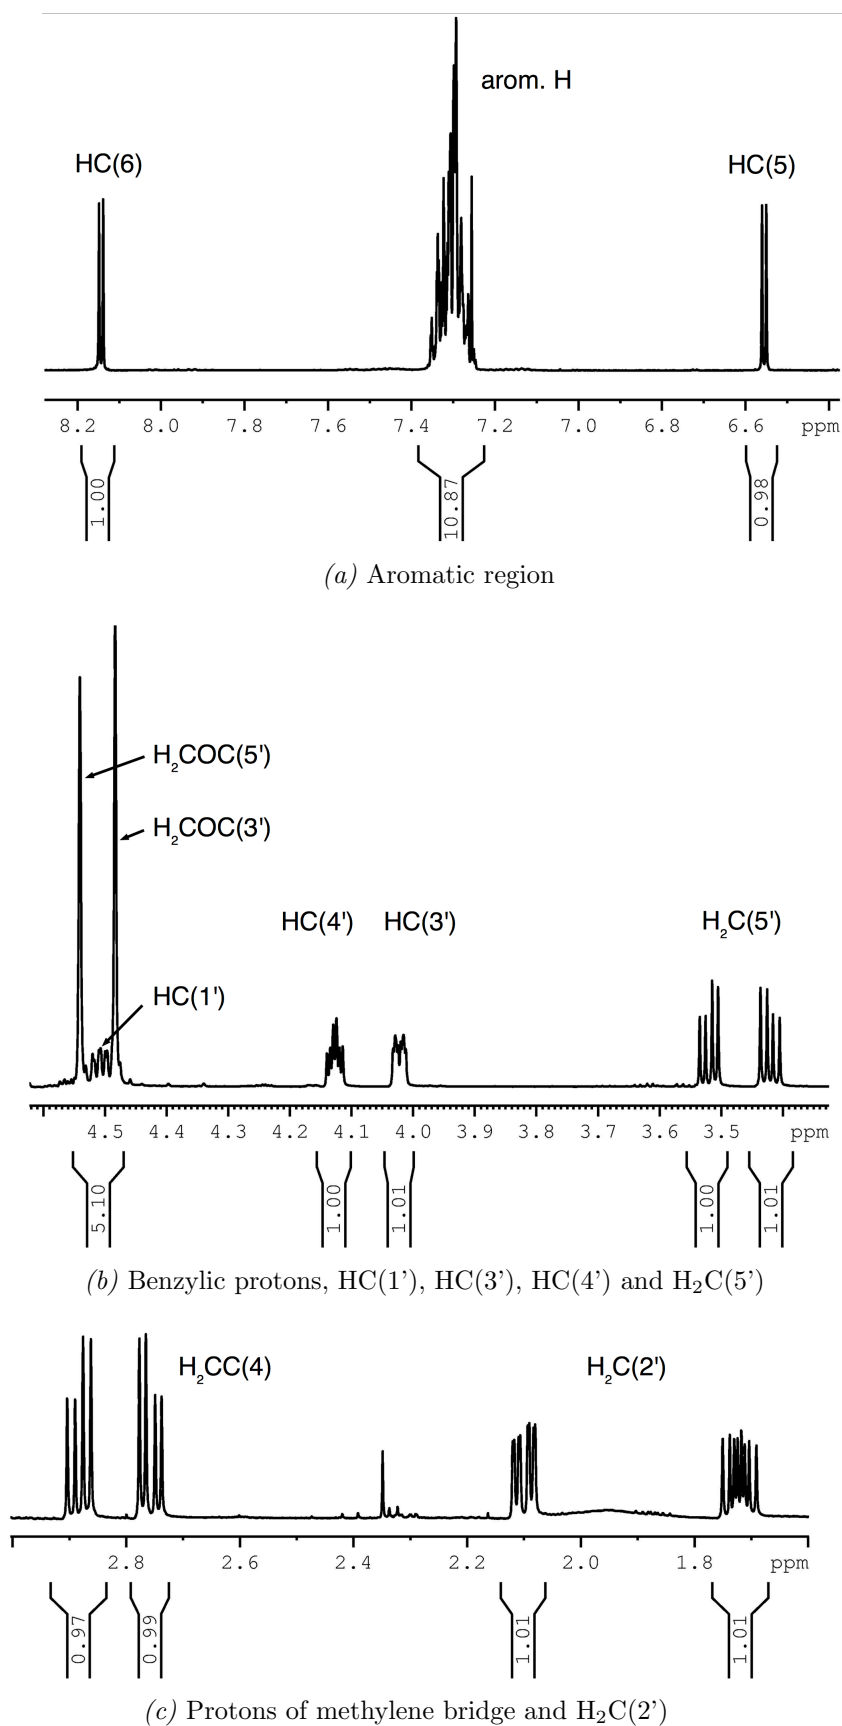 arom. H
HC(6)
HC(5)
8.2 8.0 7.8 7.6 7.4 7.2 7.0 6.8 6.6 ppm
1.00 10.87 0.98
(a) Aromatic region
H₂COC(5')
H₂COC(3')
HC(4') HC(3') H₂C(5')
HC(1')
4.5 4.4 4.3 4.2 4.1 4.0 3.9 3.8 3.7 3.6 3.5 ppm
5.10 1.00 1.01 1.00 1.01
(b) Benzylic protons, HC(1’), HC(3’), HC(4’) and H₂C(5’)
H₂CC(4) H₂C(2')
2.8 2.6 2.4 2.2 2.0 1.8 ppm
0.97 0.99 1.01 1.01
(c) Protons of methylene bridge and H₂C(2’)